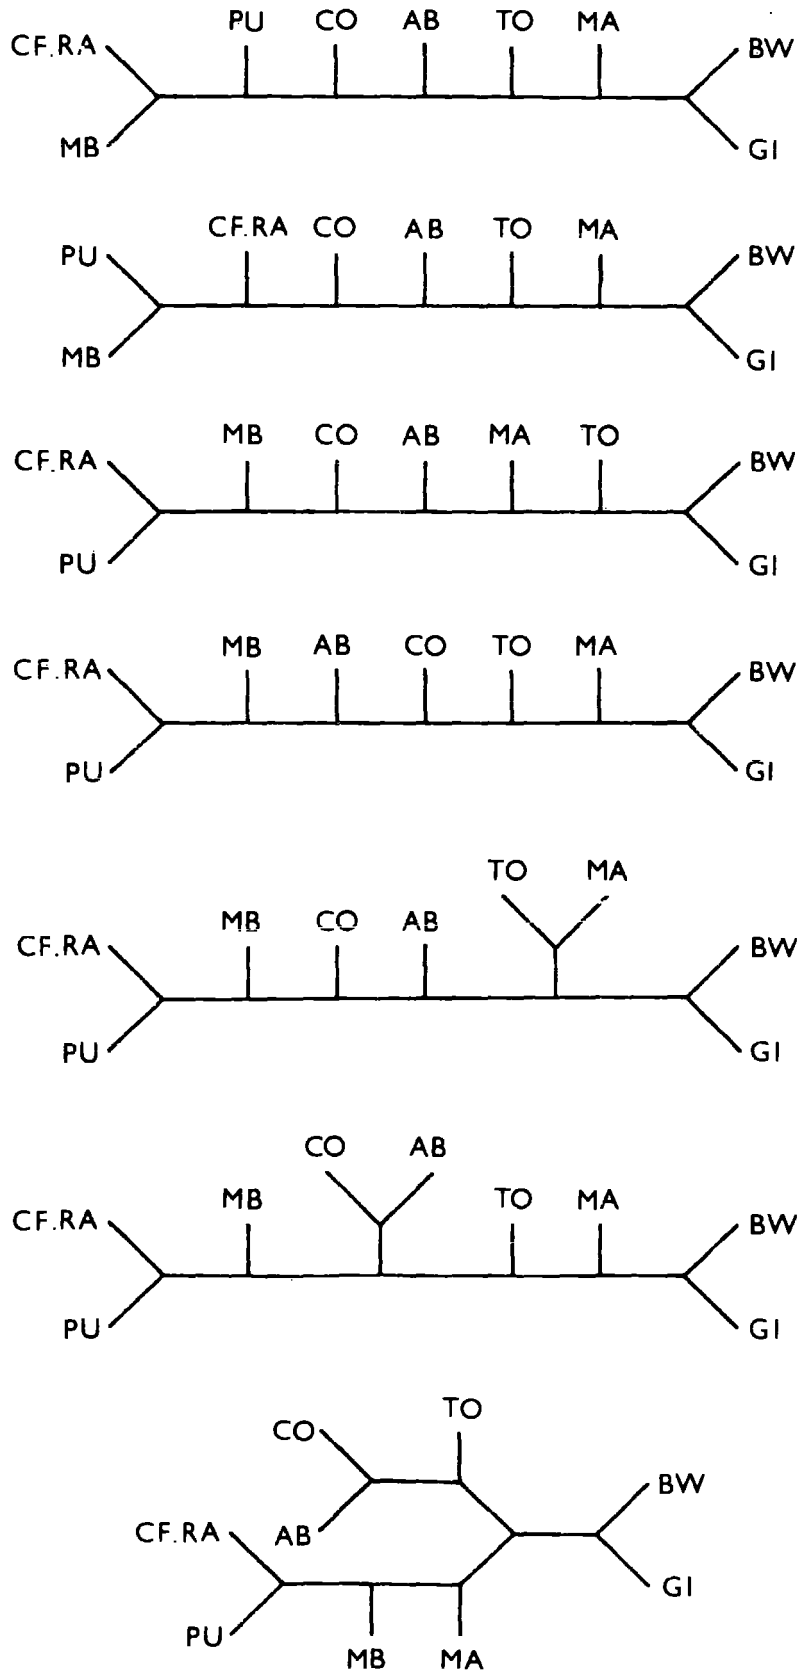 PU CO AB TO MA
CF.RA BW
MB GI
CF.RA CO AB TO MA
PU BW
MB GI
MB CO AB MA TO
CF.RA BW
PU GI
MB AB CO TO MA
CF.RA BW
PU GI
TO MA
MB CO AB
CF.RA BW
PU GI
CO AB
MB TO MA
CF.RA BW
PU GI
TO
CO
BW
CF.RA AB
GI
PU
MB MA